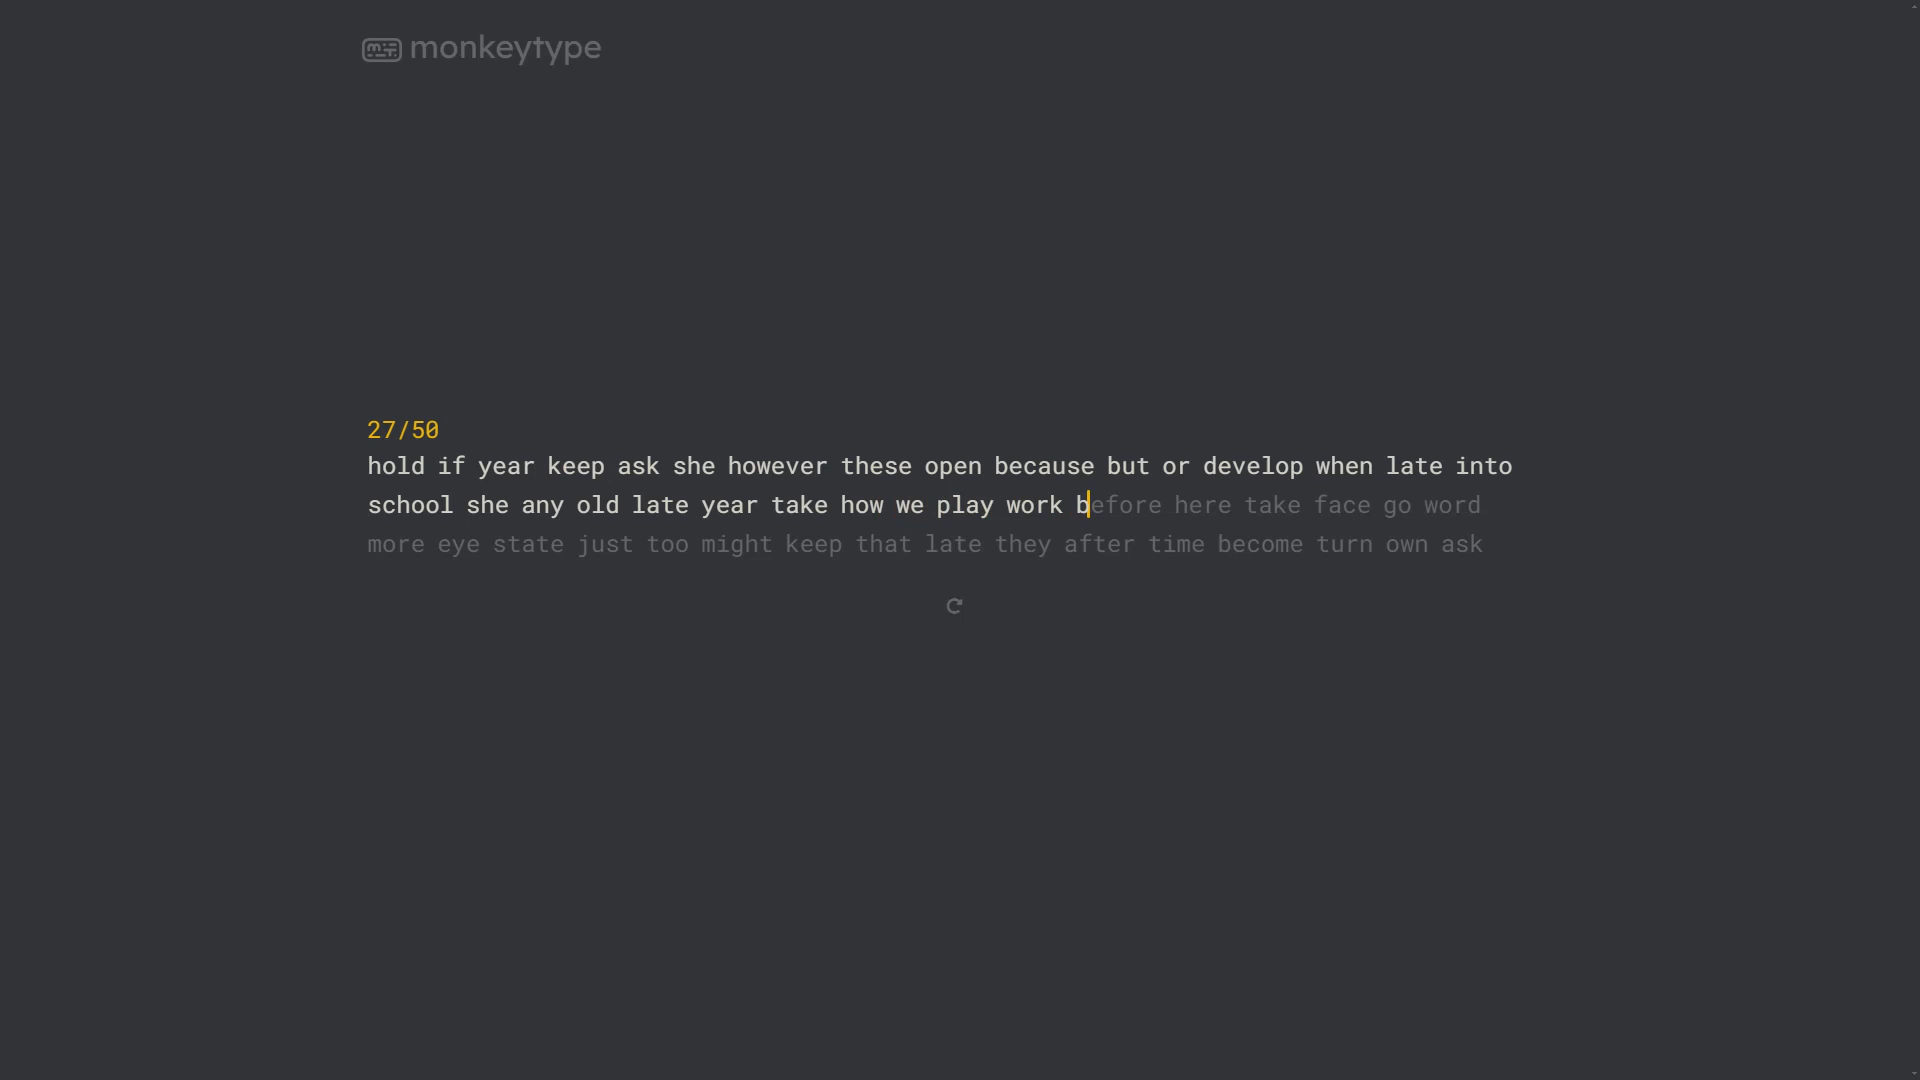 monkeytype
27/50
hold if year keep ask she however these open because but or develop when late into
school she any old late year take how we play work before here take face go word
more eye state just too might keep that late they after time become turn own ask